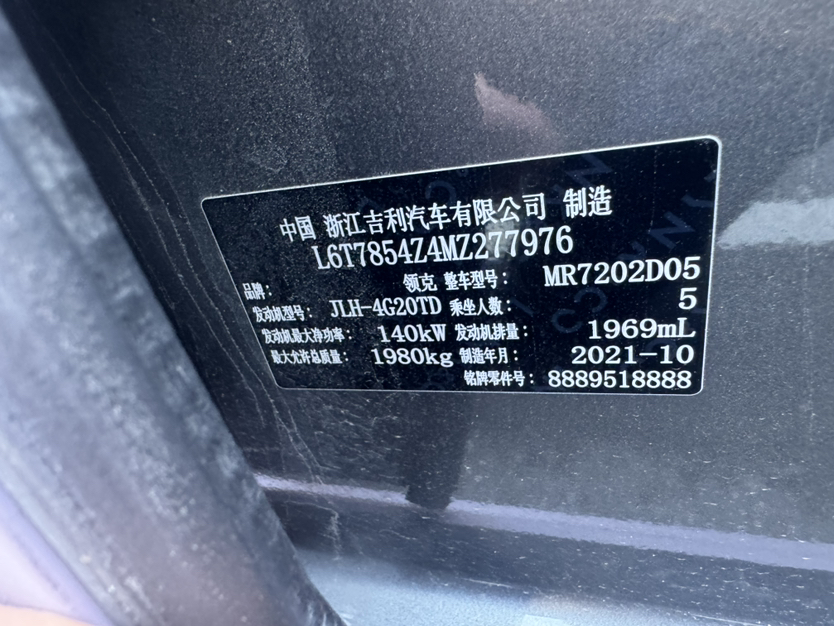 中国 浙江吉利汽车有限公司 制造
L6T7854Z4MZ277976
品牌： 领克 整车型号： MR7202D05
发动机型号： JLH-4G20TD 乘坐人数： 5
发动机最大净功率： 140kW 发动机排量： 1969mL
最大允许总质量： 1980kg 制造年月： 2021-10
铭牌零件号： 8889518888